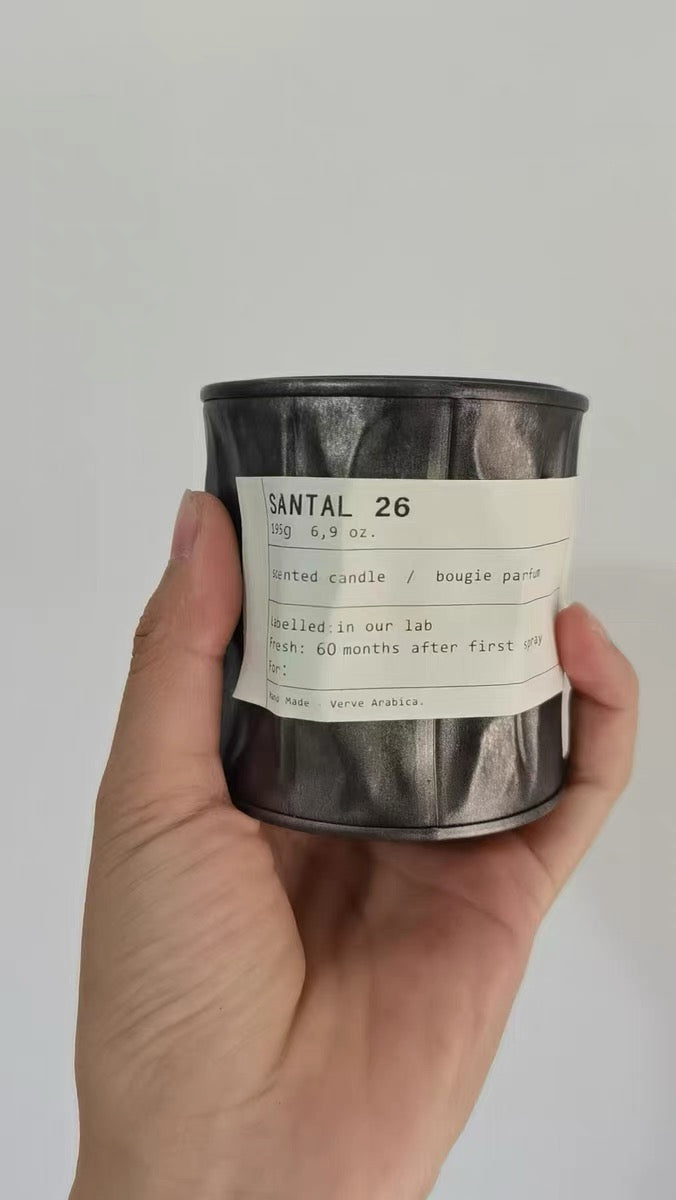 SANTAL 26
195g 6,9 oz.
scented candle / bougie parfum
Labelled:in our lab
Fresh: 60 months after first spray
For:
Hand Made - Verve Arabica.